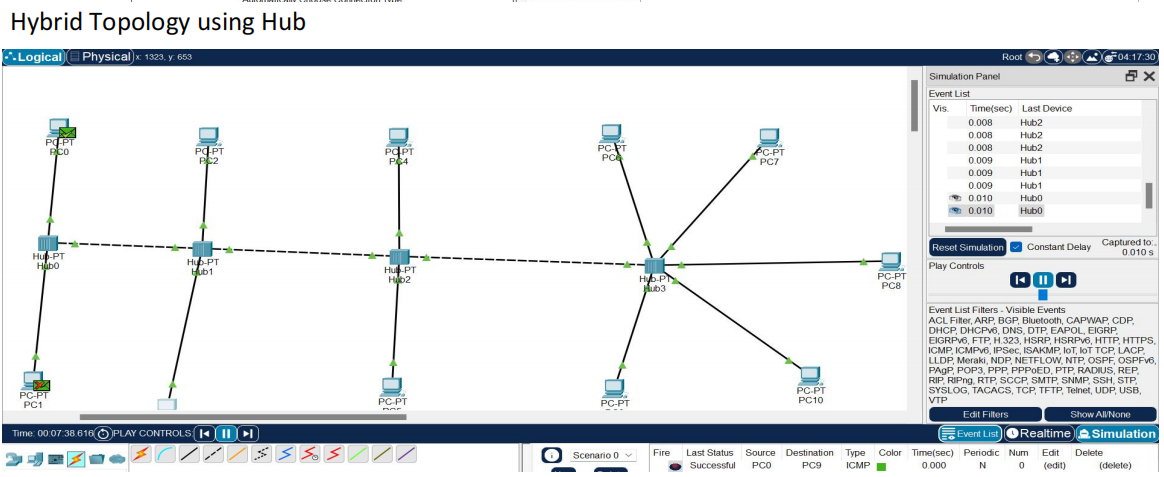 Hybrid Topology using Hub
Logical Physical x: 1323, y: 653 Root 04:17:30
Simulation Panel
Event List
Vis. Time(sec) Last Device
0.008 Hub2
0.008 Hub2
0.008 Hub2
0.009 Hub1
0.009 Hub1
0.009 Hub1
0.010 Hub0
0.010 Hub0
Reset Simulation Constant Delay Captured to:
0.010 s
Play Controls
Event List Filters - Visible Events
ACL Filter, ARP, BGP, Bluetooth, CAPWAP, CDP,
DHCP, DHCPv6, DNS, DTP, EAPOL, EIGRP,
EIGRPv6, FTP, H.323, HSRP, HSRPv6, HTTP, HTTPS,
ICMP, ICMPv6, IPSec, ISAKMP, IoT, IoT TCP, LACP,
LLDP, Meraki, NDP, NETFLOW, NTP, OSPF, OSPFv6,
PAgP, POP3, PPP, PPPoED, PTP, RADIUS, REP,
RIP, RIPng, RTP, SCCP, SMTP, SNMP, SSH, STP,
SYSLOG, TACACS, TCP, TFTP, Telnet, UDP, USB,
VTP
Edit Filters Show All/None
Event List Realtime Simulation
PC-PT
PC0
PC-PT
PC2
PC-PT
PC4
PC-PT
PC6
PC-PT
PC7
Hub-PT
Hub0
Hub-PT
Hub1
Hub-PT
Hub2
Hub-PT
Hub3
PC-PT
PC8
PC-PT
PC1
PC-PT
PC-PT
PC-PT
PC10
Time: 00:07:38.616 PLAY CONTROLS:
Scenario 0
Fire Last Status Source Destination Type Color Time(sec) Periodic Num Edit Delete
Successful PC0 PC9 ICMP 0.000 N 0 (edit) (delete)